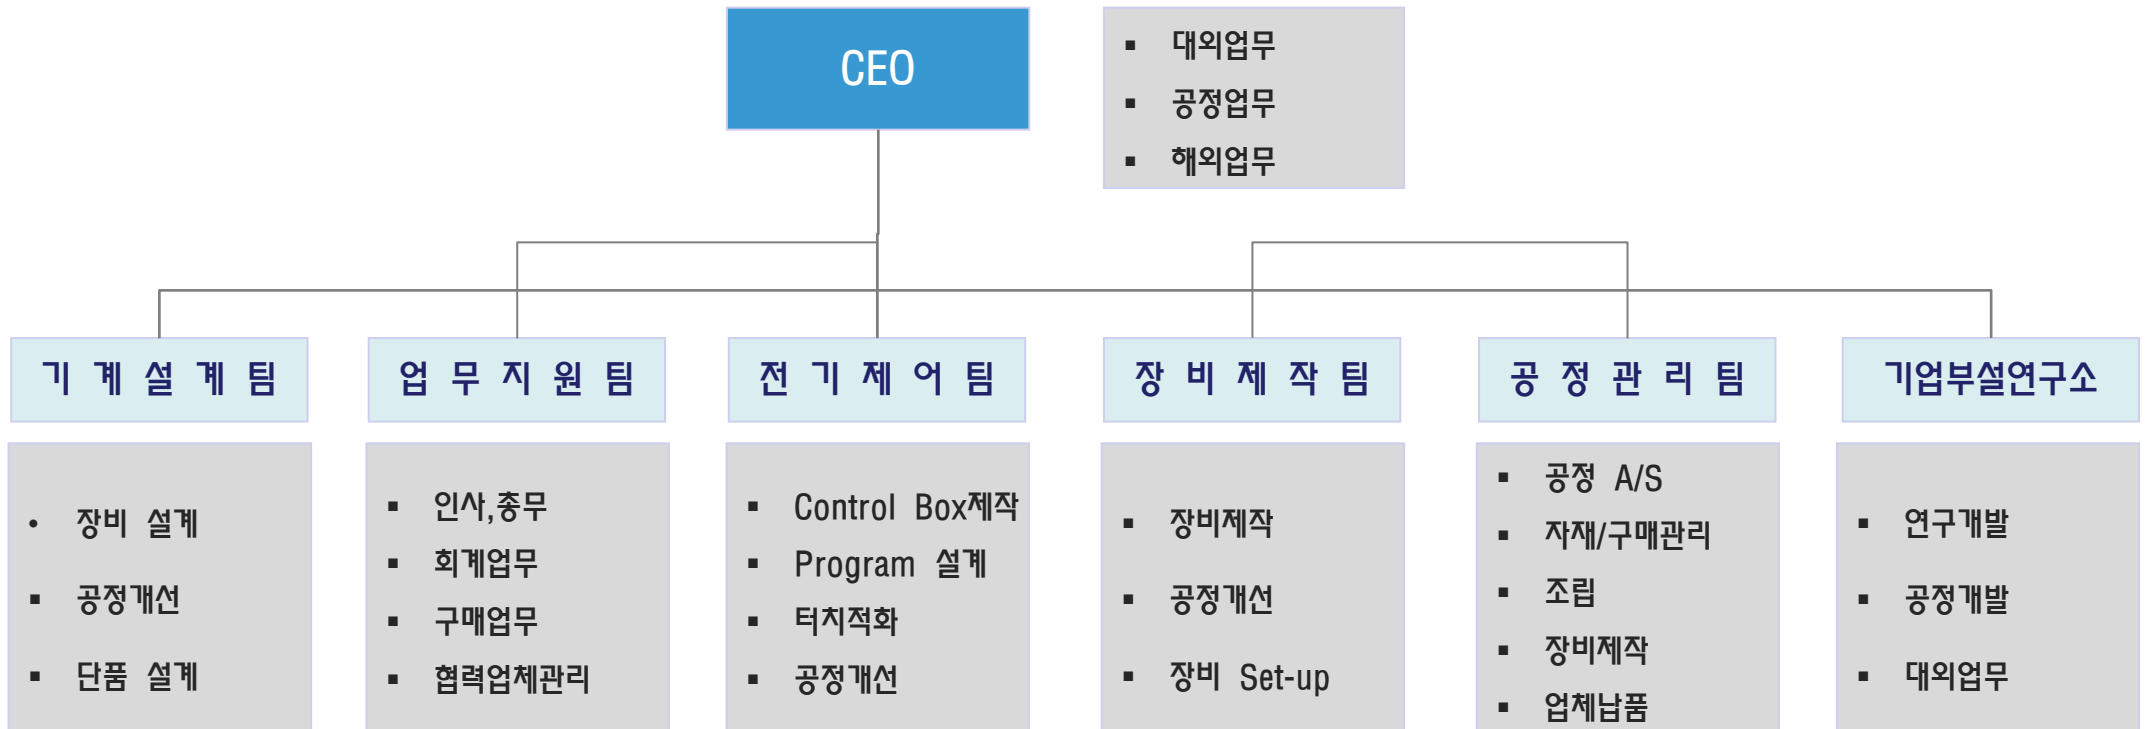 CEO
대외업무
공정업무
해외업무
기 계 설 계 팀
장비 설계
공정개선
단품 설계
업 무 지 원 팀
인사,총무
회계업무
구매업무
협력업체관리
전 기 제 어 팀
Control Box제작
Program 설계
터치적화
공정개선
장 비 제 작 팀
장비제작
공정개선
장비 Set-up
공 정 관 리 팀
공정 A/S
자재/구매관리
조립
장비제작
업체납품
기업부설연구소
연구개발
공정개발
대외업무